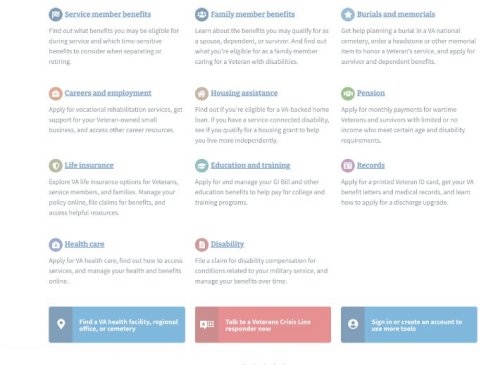 Service member benefits
Find out what benefits you may be eligible for
during service and which time-sensitive
benefits to consider when separating or
retiring.
Family member benefits
Learn about the benefits you may qualify for as
a spouse, dependent, or survivor. And find out
what you're eligible for as a family member
caring for a Veteran with disabilities.
Burials and memorials
Get help planning a burial in a VA national
cemetery, order a headstone or other memorial
item to honor a Veteran's service, and apply for
survivor and dependent benefits.
Careers and employment
Apply for vocational rehabilitation services, get
support for your Veteran-owned small
business, and access other career resources.
Housing assistance
Find out if you're eligible for a VA-backed home
loan. If you have a service-connected disability,
see if you qualify for a housing grant to help
you live more independently.
Pension
Apply for monthly payments for wartime
Veterans and survivors with limited or no
income who meet certain age and disability
requirements.
Life insurance
Explore VA life insurance options for Veterans,
service members, and families. Manage your
policy online, file claims for benefits, and
access helpful resources.
Education and training
Apply for and manage your GI Bill and other
education benefits to help pay for college and
training programs.
Records
Apply for a printed Veteran ID card, get your VA
benefit letters and medical records, and learn
how to apply for a discharge upgrade.
Health care
Apply for VA health care, find out how to access
services, and manage your health and benefits
online.
Disability
File a claim for disability compensation for
conditions related to your military service, and
manage your benefits over time.
Find a VA health facility, regional
office, or cemetery
Talk to a Veterans Crisis Line
responder now
Sign in or create an account to
use more tools